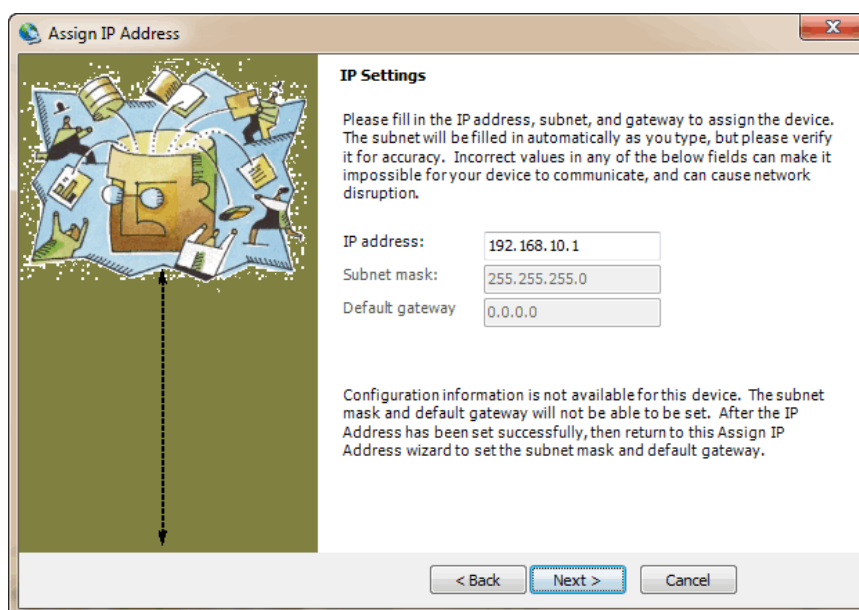 Assign IP Address
IP Settings
Please fill in the IP address, subnet, and gateway to assign the device.
The subnet will be filled in automatically as you type, but please verify
it for accuracy. Incorrect values in any of the below fields can make it
impossible for your device to communicate, and can cause network
disruption.
IP address: 192.168.10.1
Subnet mask: 255.255.255.0
Default gateway 0.0.0.0
Configuration information is not available for this device. The subnet
mask and default gateway will not be able to be set. After the IP
Address has been set successfully, then return to this Assign IP
Address wizard to set the subnet mask and default gateway.
< Back Next > Cancel